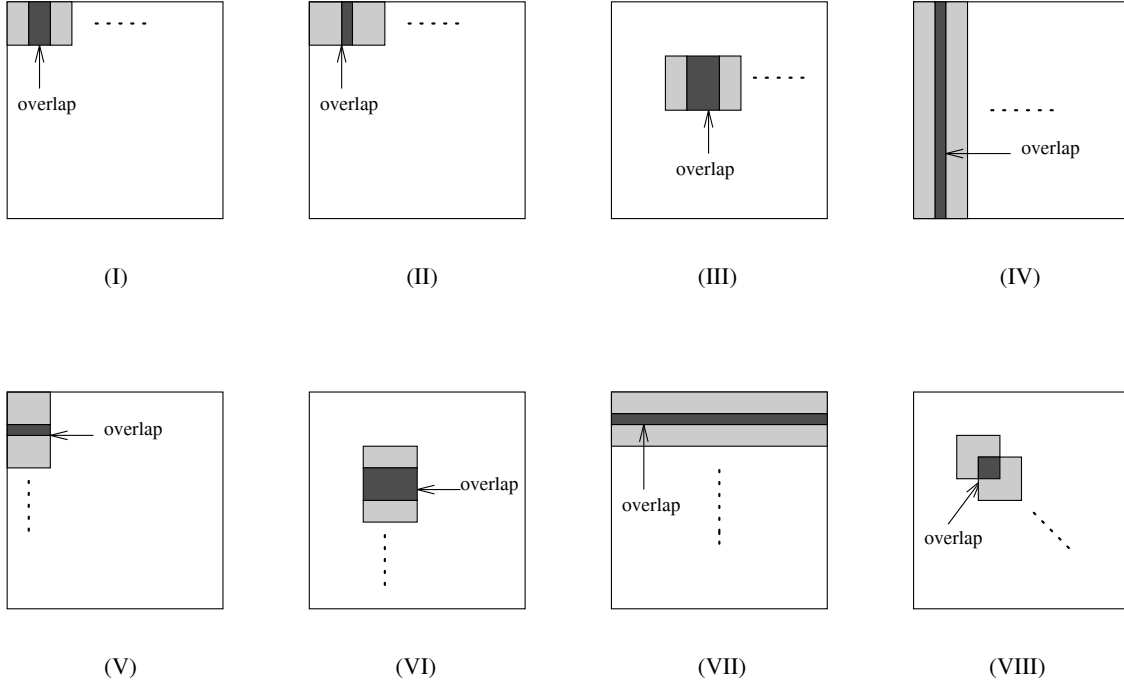 overlap
overlap
overlap
overlap
(I)
(II)
(III)
(IV)
overlap
overlap
overlap
overlap
(V)
(VI)
(VII)
(VIII)